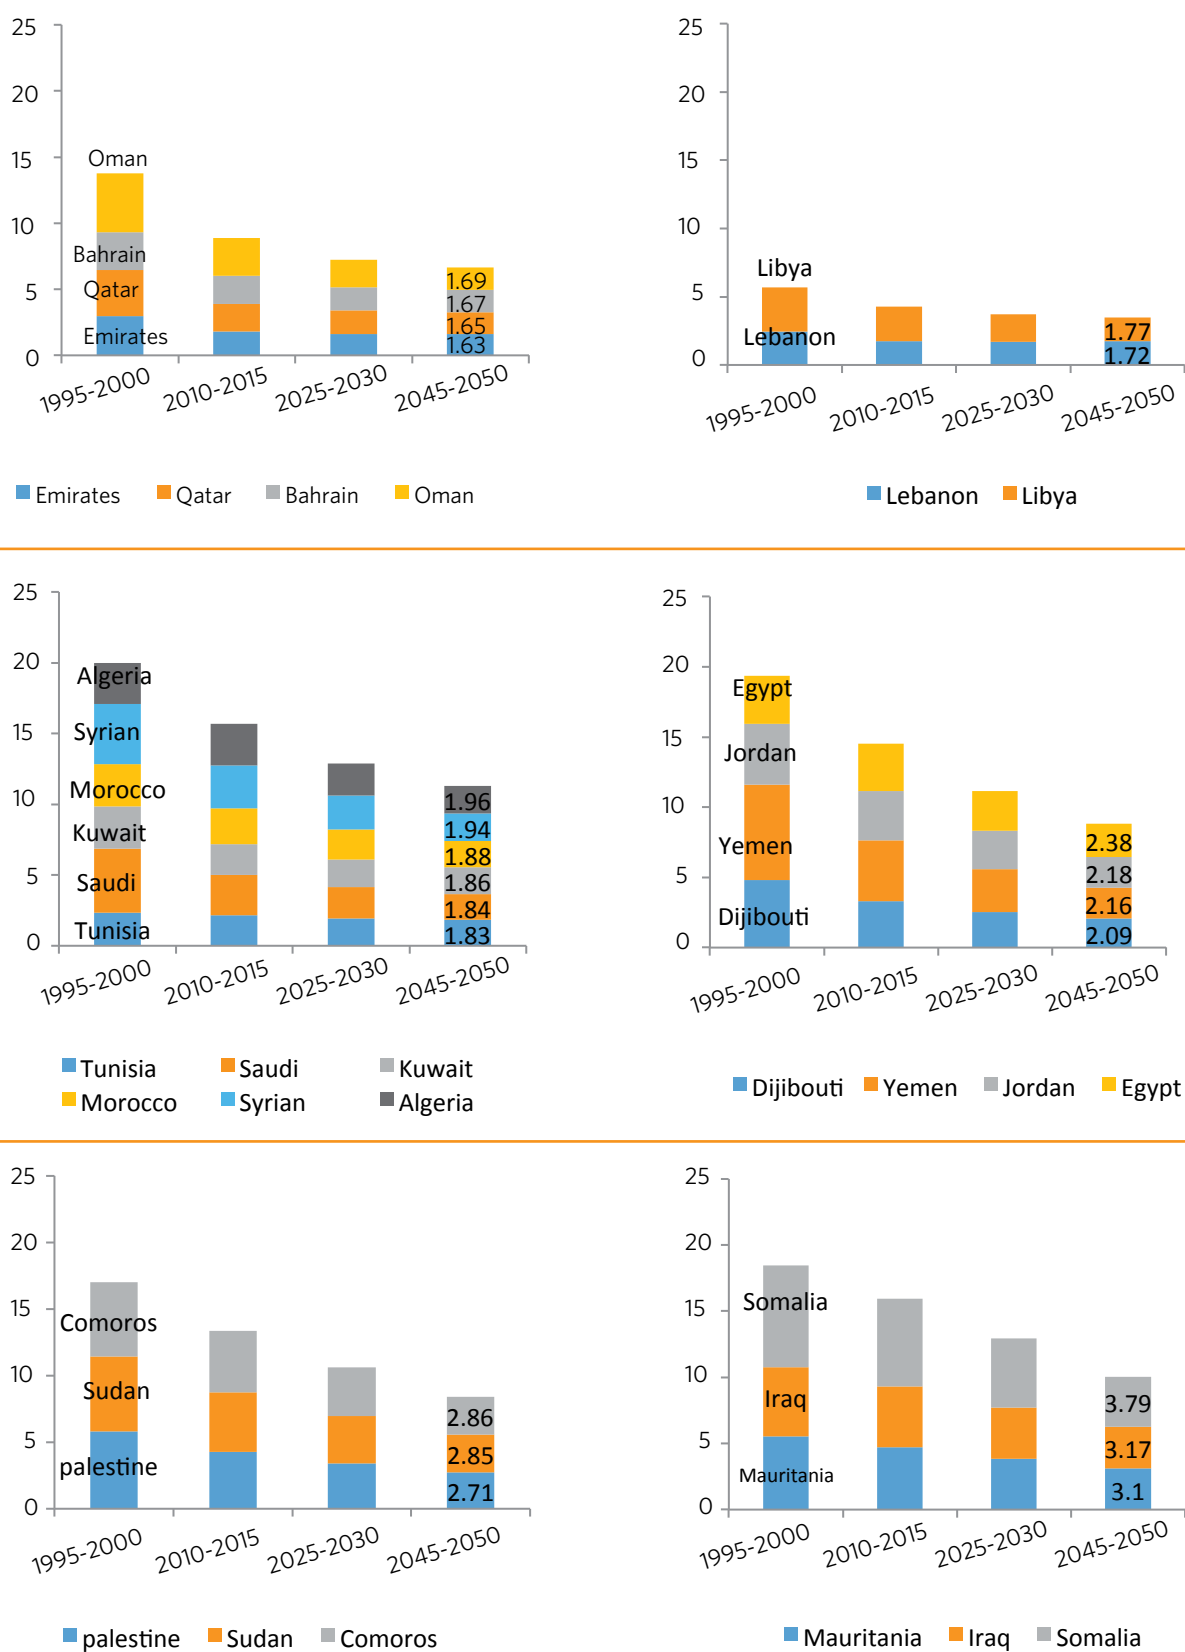 25
20
15
10
5
0
Oman
Bahrain
Qatar
Emirates
1.69
1.67
1.65
1.63
1995-2000
2010-2015
2025-2030
2045-2050
Emirates Qatar Bahrain Oman
25
20
15
10
5
0
Libya
Lebanon
1.77
1.72
1995-2000
2010-2015
2025-2030
2045-2050
Lebanon Libya
25
20
15
10
5
0
Algeria
Syrian
Morocco
Kuwait
Saudi
Tunisia
1.96
1.94
1.88
1.86
1.84
1.83
1995-2000
2010-2015
2025-2030
2045-2050
Tunisia Saudi Kuwait
Morocco Syrian Algeria
25
20
15
10
5
0
Egypt
Jordan
Yemen
Dijibouti
2.38
2.18
2.16
2.09
1995-2000
2010-2015
2025-2030
2045-2050
Dijibouti Yemen Jordan Egypt
25
20
15
10
5
0
Comoros
Sudan
palestine
2.86
2.85
2.71
1995-2000
2010-2015
2025-2030
2045-2050
palestine Sudan Comoros
25
20
15
10
5
0
Somalia
Iraq
Mauritania
3.79
3.17
3.1
1995-2000
2010-2015
2025-2030
2045-2050
Mauritania Iraq Somalia